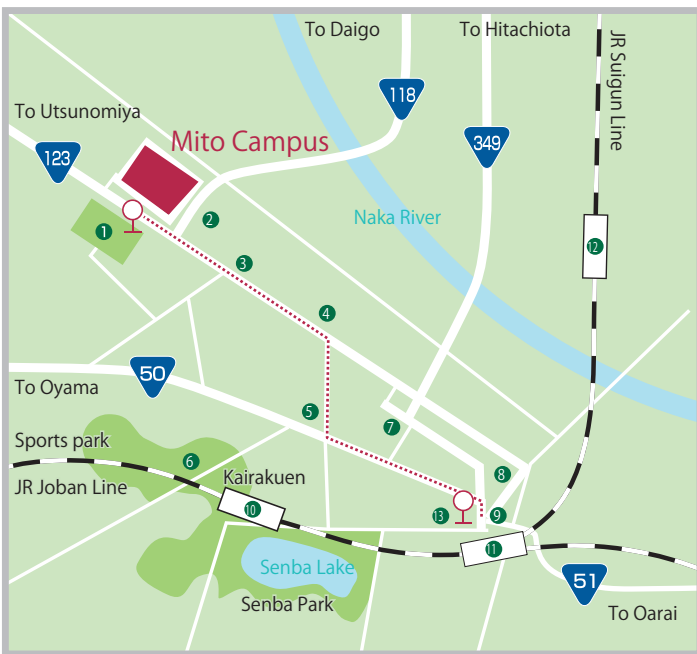 To Daigo
To Hitachiota
JR Suigun Line
118
To Utsunomiya
Mito Campus
123
349
2
Naka River
1
12
3
4
50
To Oyama
5
7
Sports park
6
Kairakuen
8
JR Joban Line
10
13
9
11
Senba Lake
51
Senba Park
To Oarai